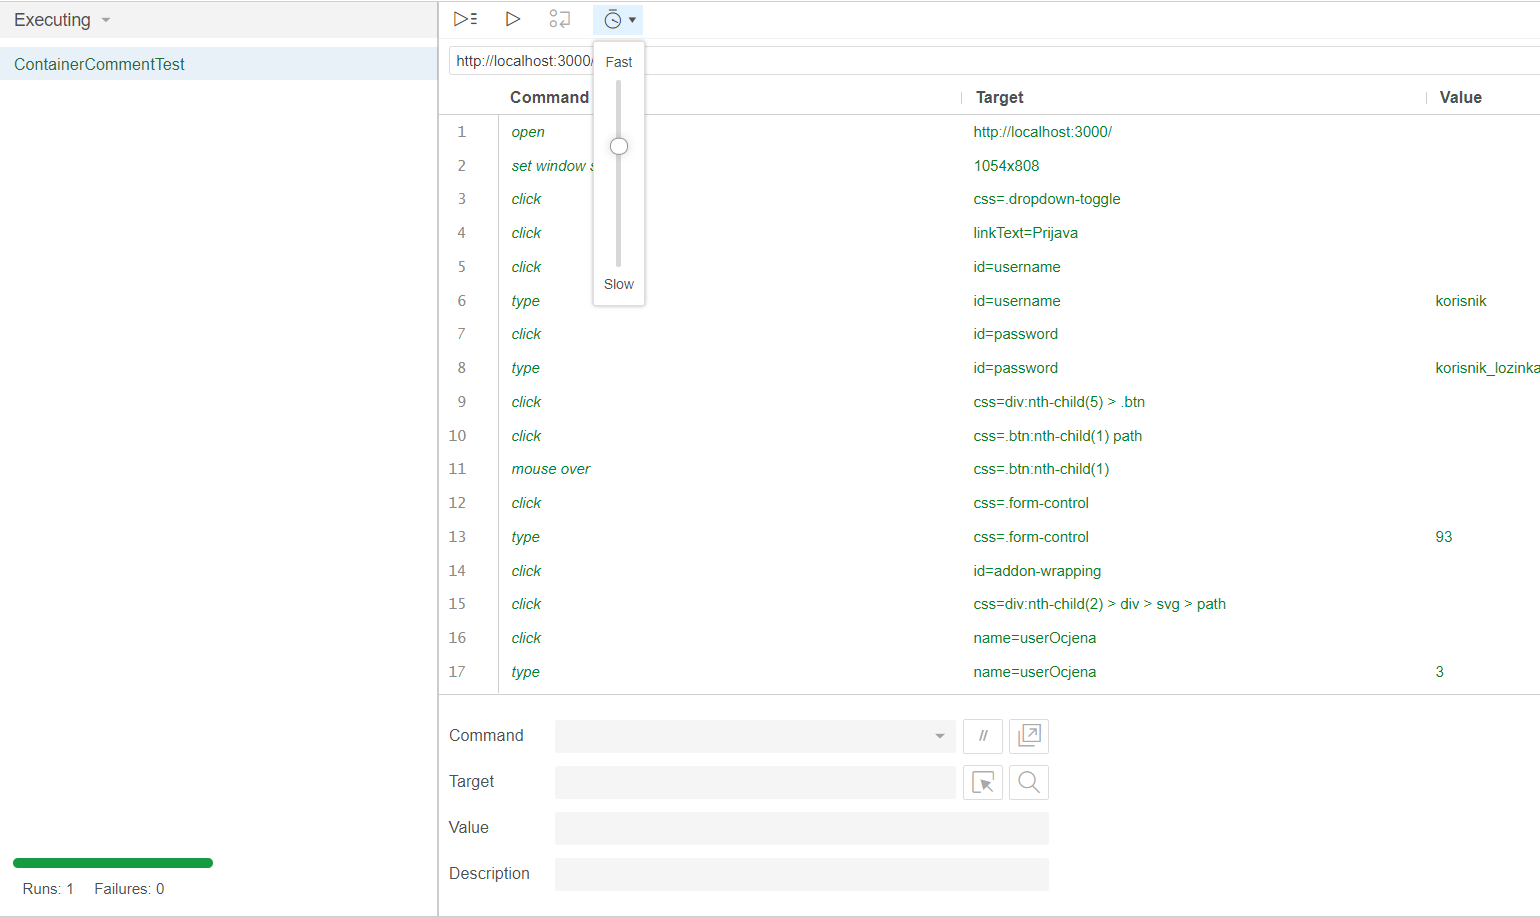 Executing
ContainerCommentTest
http://localhost:3000/
Fast
Slow
Command Target Value
1 open http://localhost:3000/
2 set window s 1054x808
3 click css=.dropdown-toggle
4 click linkText=Prijava
5 click id=username
6 type id=username korisnik
7 click id=password
8 type id=password korisnik_lozinka
9 click css=div:nth-child(5) > .btn
10 click css=.btn:nth-child(1) path
11 mouse over css=.btn:nth-child(1)
12 click css=.form-control
13 type css=.form-control 93
14 click id=addon-wrapping
15 click css=div:nth-child(2) > div > svg > path
16 click name=userOcjena
17 type name=userOcjena 3
Command //
Target
Value
Description
Runs: 1 Failures: 0